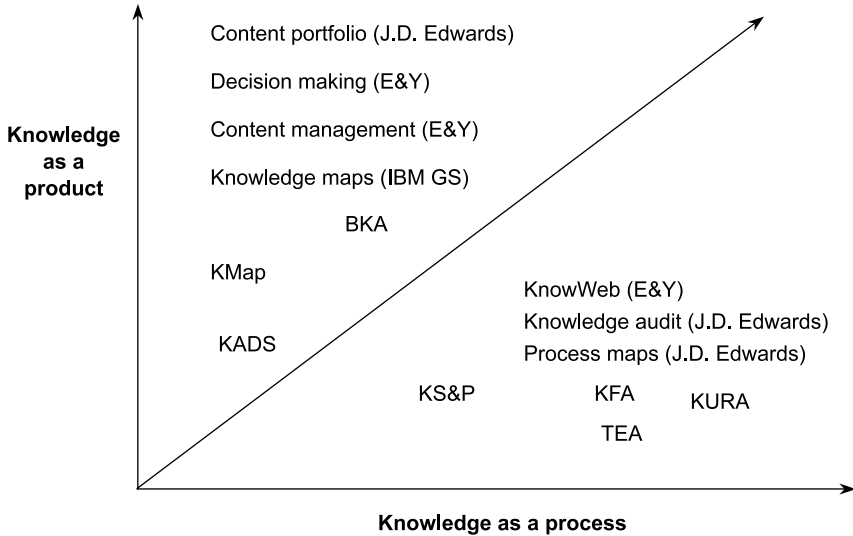 Content portfolio (J.D. Edwards)
Decision making (E&Y)
Content management (E&Y)
Knowledge
as a
product
Knowledge maps (IBM GS)
BKA
KMap
KADS
KnowWeb (E&Y)
Knowledge audit (J.D. Edwards)
Process maps (J.D. Edwards)
KS&P
KFA
KURA
TEA
Knowledge as a process